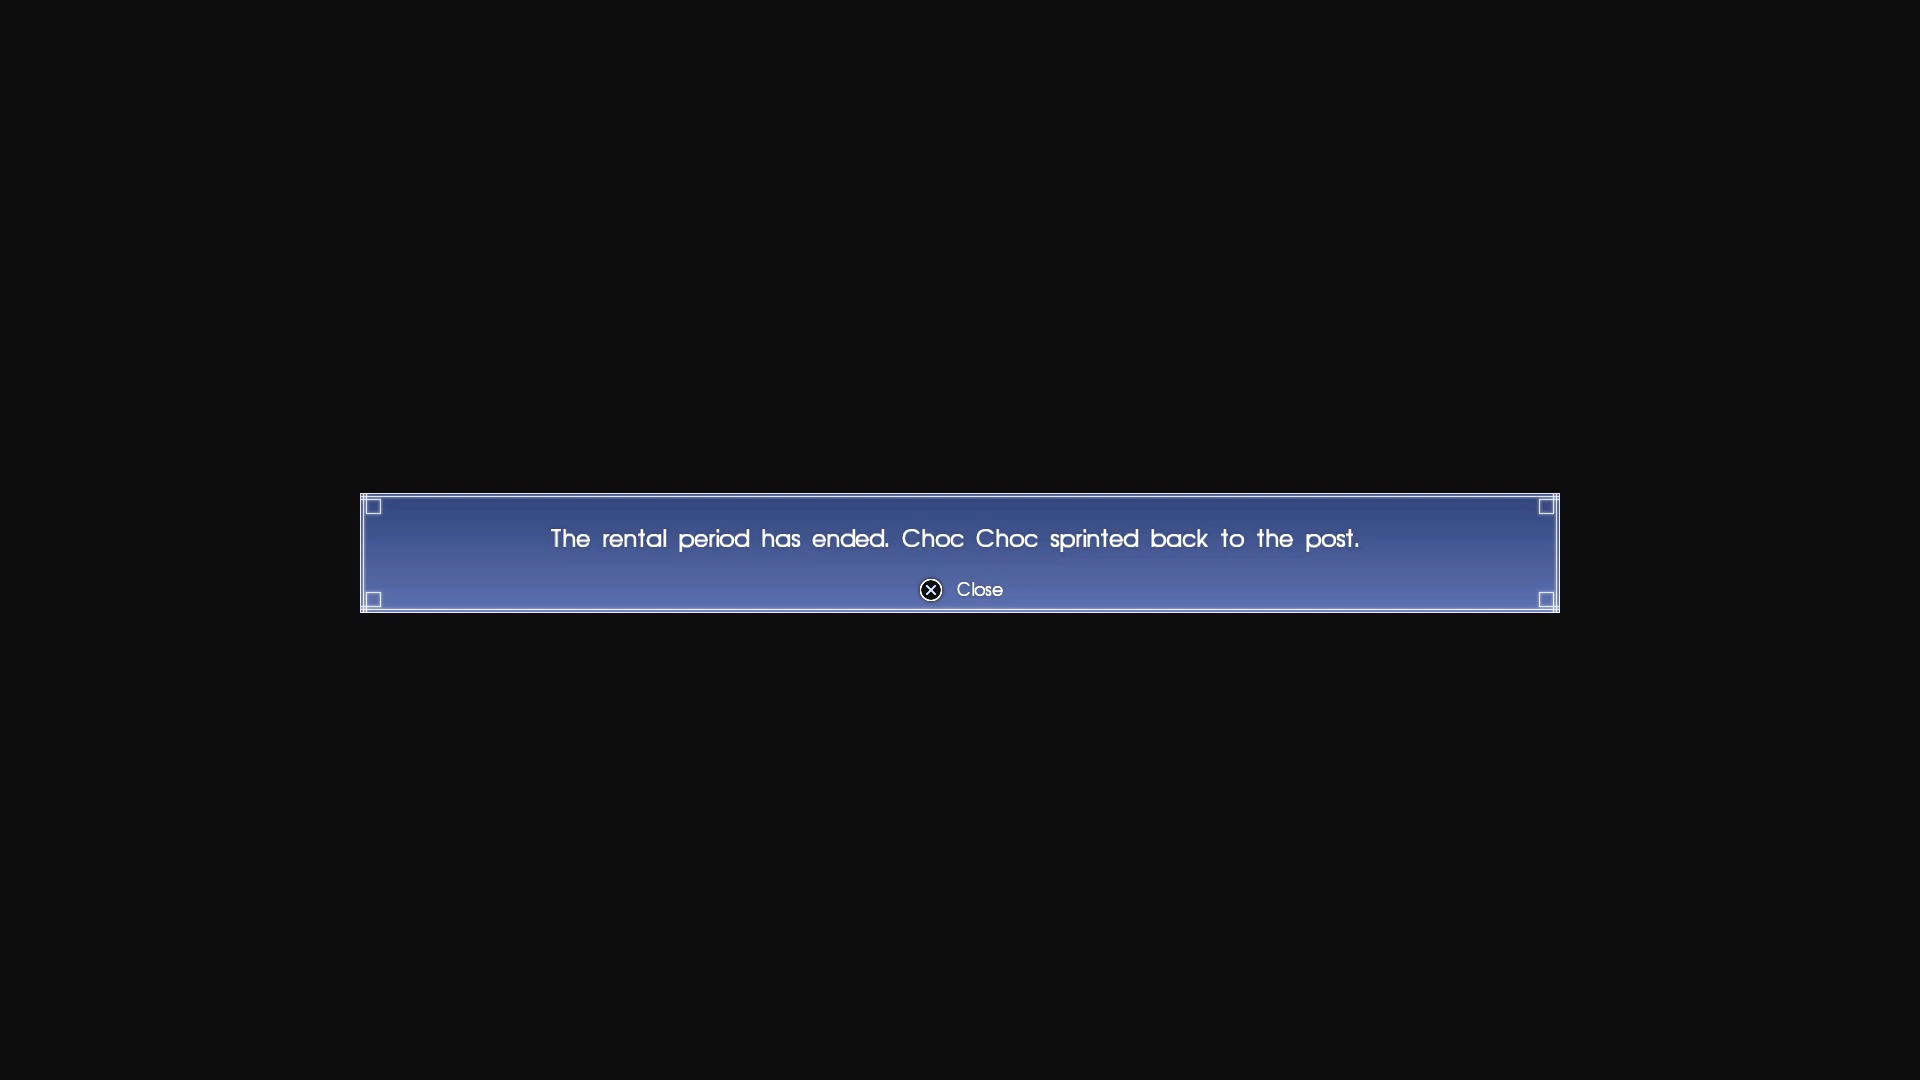 The rental period has ended. Choc Choc sprinted back to the post.
Close